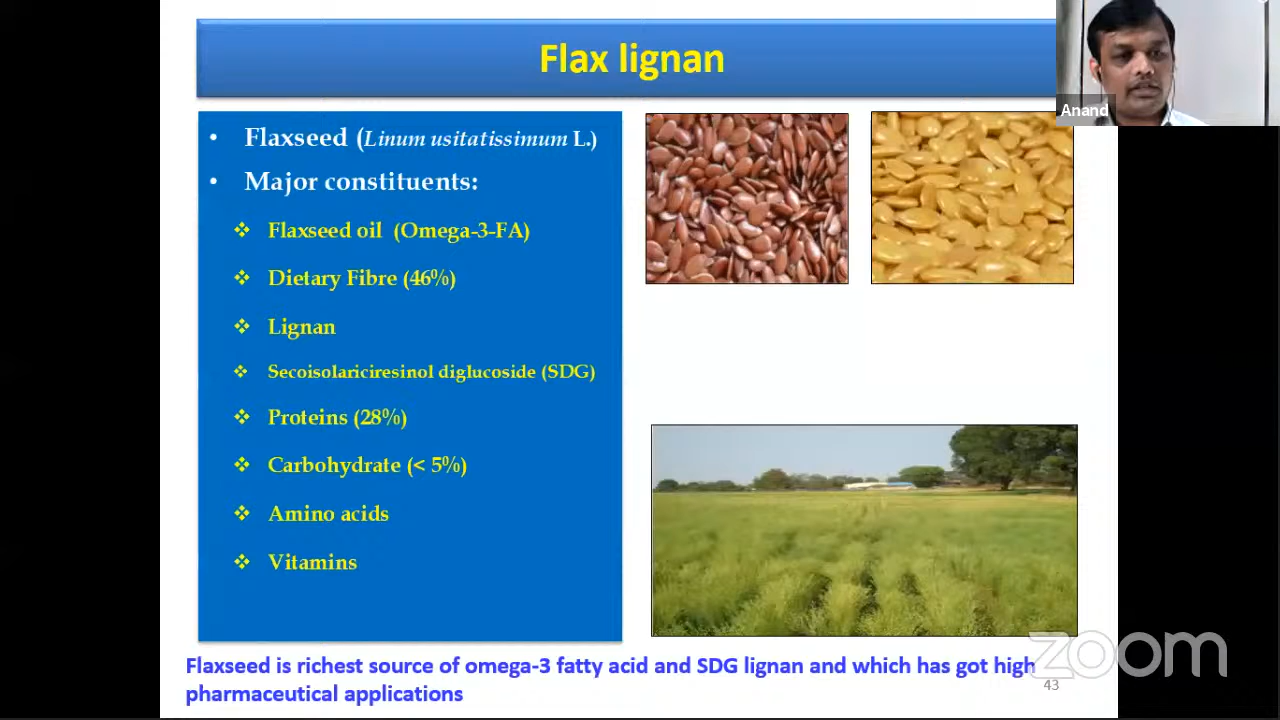 Flax lignan
Anand
• Flaxseed (Linum usitatissimum L.)
• Major constituents:
❖ Flaxseed oil (Omega-3-FA)
❖ Dietary Fibre (46%)
❖ Lignan
❖ Secoisolariciresinol diglucoside (SDG)
❖ Proteins (28%)
❖ Carbohydrate (< 5%)
❖ Amino acids
❖ Vitamins
Flaxseed is richest source of omega-3 fatty acid and SDG lignan and which has got high
pharmaceutical applications
43
zoom